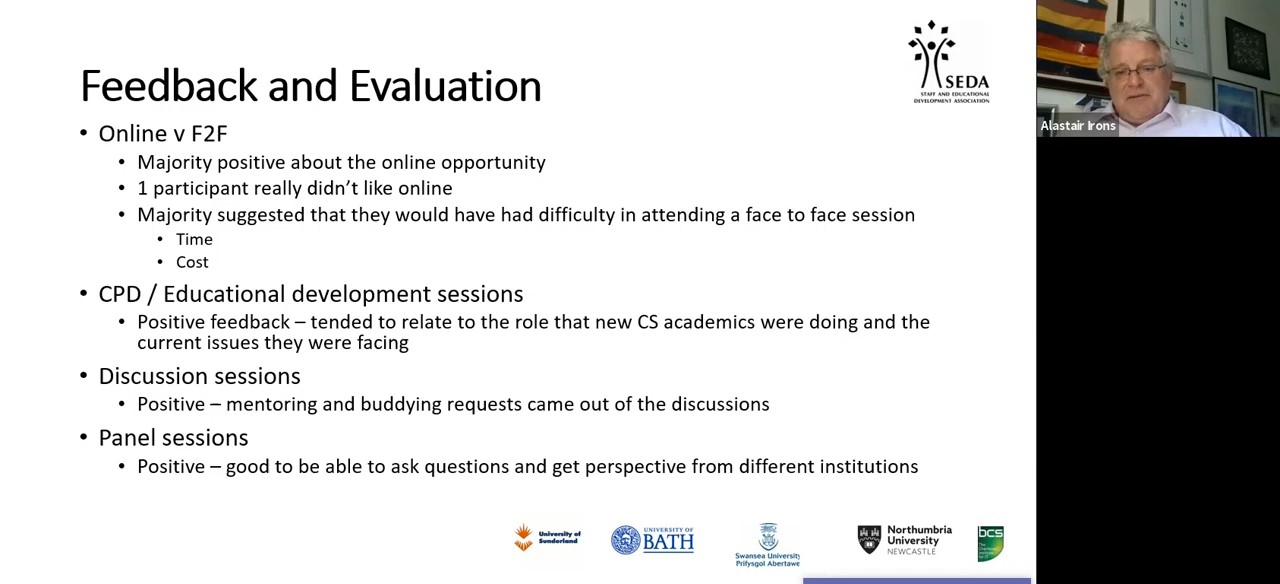 SEDA
STAFF AND EDUCATIONAL
DEVELOPMENT ASSOCIATION
Feedback and Evaluation
• Online v F2F
• Majority positive about the online opportunity
• 1 participant really didn’t like online
• Majority suggested that they would have had difficulty in attending a face to face session
• Time
• Cost
• CPD / Educational development sessions
• Positive feedback – tended to relate to the role that new CS academics were doing and the
current issues they were facing
• Discussion sessions
• Positive – mentoring and buddying requests came out of the discussions
• Panel sessions
• Positive – good to be able to ask questions and get perspective from different institutions
University of
Sunderland
UNIVERSITY OF
BATH
Swansea University
Prifysgol Abertawe
Northumbria
University
NEWCASTLE
bcs
Alastair Irons